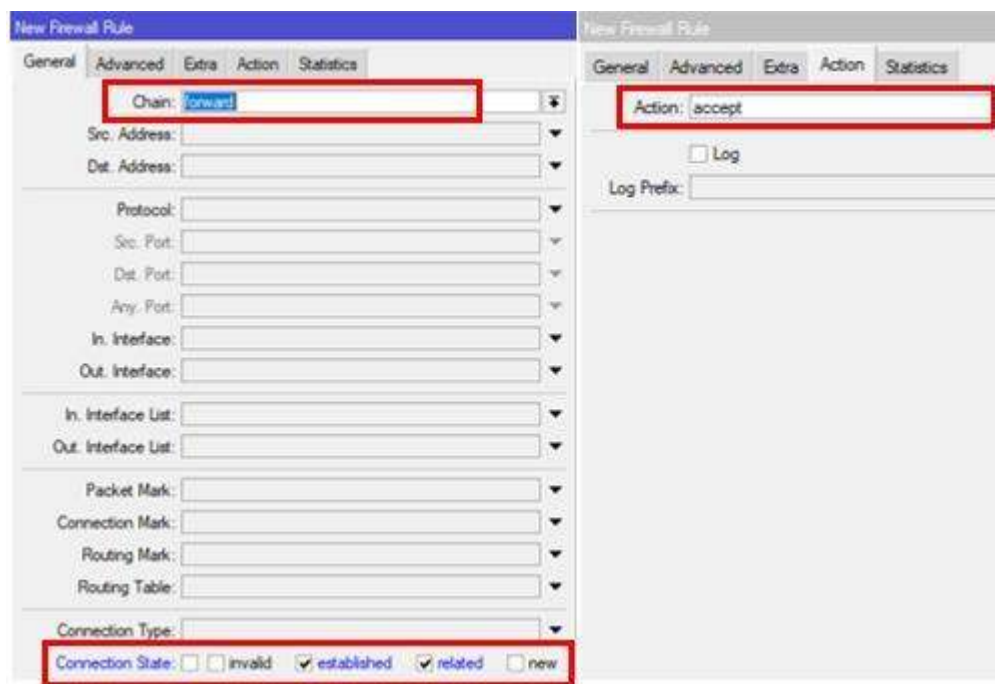 New Firewall Rule
General Advanced Extra Action Statistics
Chain: forward
Src. Address:
Dst. Address:
Protocol:
Src. Port:
Dst. Port:
Any. Port:
In. Interface:
Out. Interface:
In. Interface List:
Out. Interface List:
Packet Mark:
Connection Mark:
Routing Mark:
Routing Table:
Connection Type:
Connection State: invalid established related new
New Firewall Rule
General Advanced Extra Action Statistics
Action: accept
Log
Log Prefix: